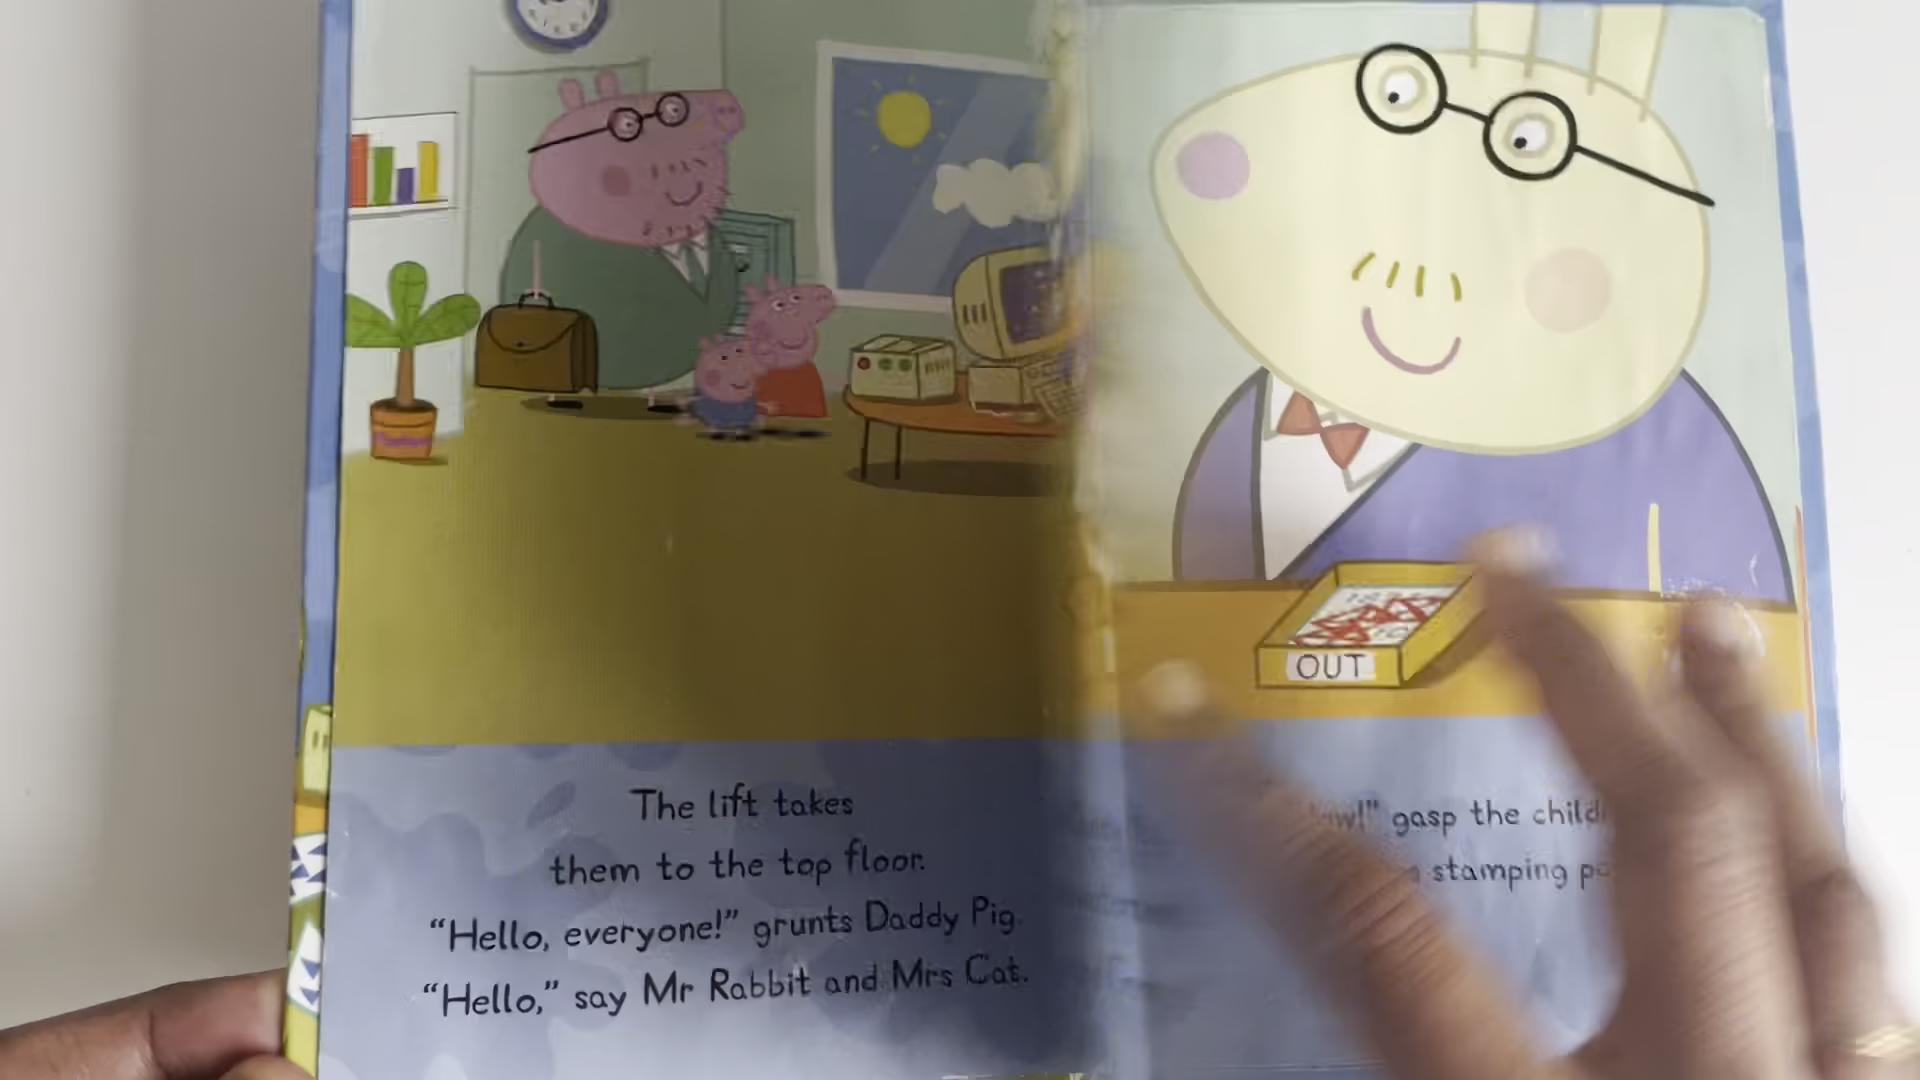 OUT
The lift takes
them to the top floor.
“Hello, everyone!” grunts Daddy Pig.
“Hello,” say Mr Rabbit and Mrs Cat.
gasp the
stamping